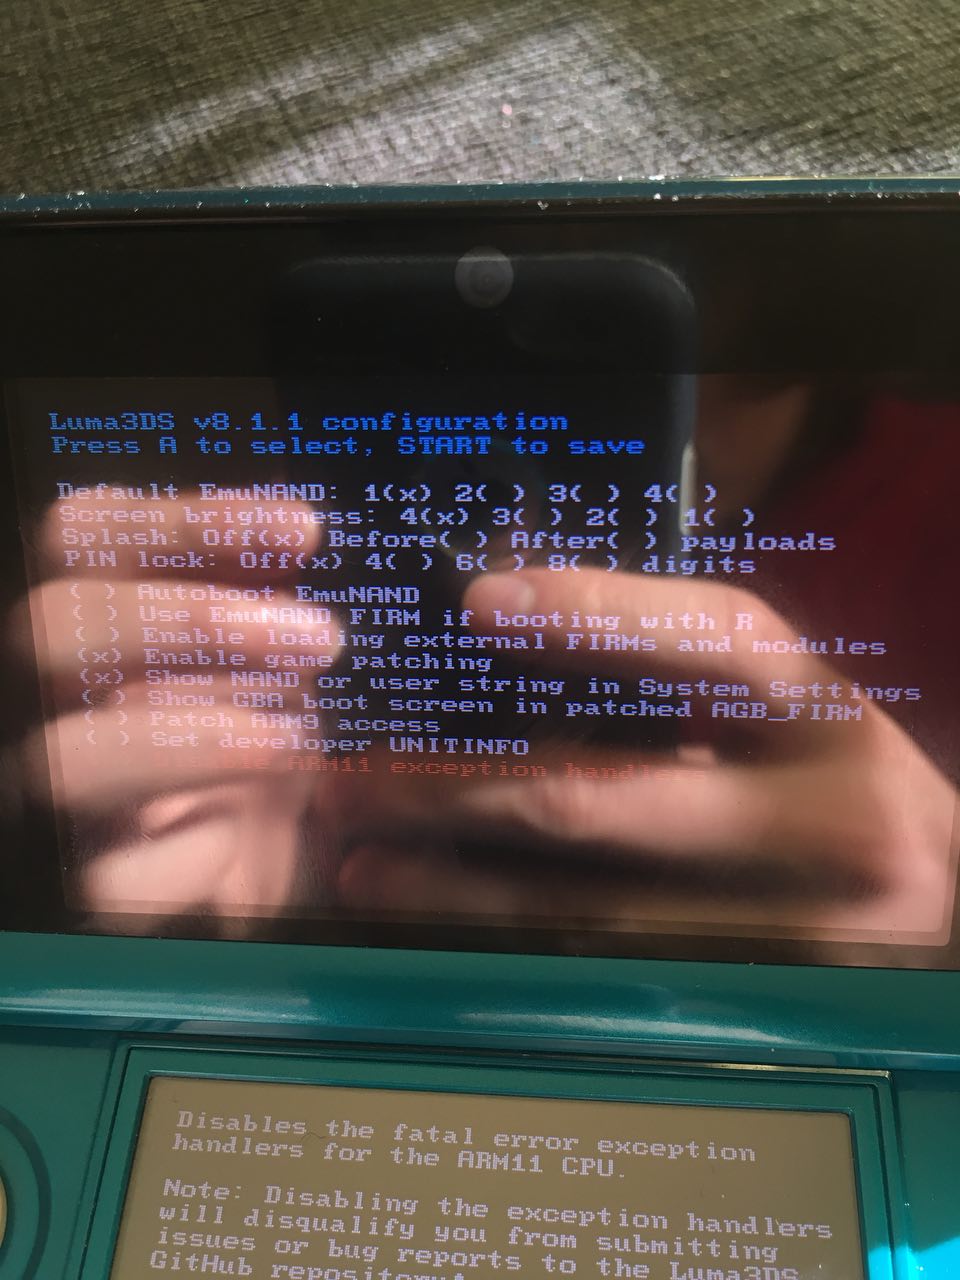 Luma3DS v8.1.1 configuration
Press A to select, START to save
Default EmuNAND: 1(x) 2( ) 3( ) 4( )
Screen brightness: 4(x) 3( ) 2( ) 1( )
Splash: Off(x) Before( ) After( ) payloads
PIN lock: Off(x) 4( ) 6( ) 8( ) digits
( ) Autoboot EmuNAND
( ) Use EmuNAND FIRM if booting with R
( ) Enable loading external FIRMs and modules
(x) Enable game patching
(x) Show NAND or user string in System Settings
( ) Show GBA boot screen in patched AGB_FIRM
( ) Patch ARM9 access
( ) Set developer UNITINFO
ARM11 exception handlers
Disables the fatal error exception
handlers for the ARM11 CPU.
Note: Disabling the exception handlers
will disqualify you from submitting
issues or bug reports to the Luma3DS
GitHub repository!